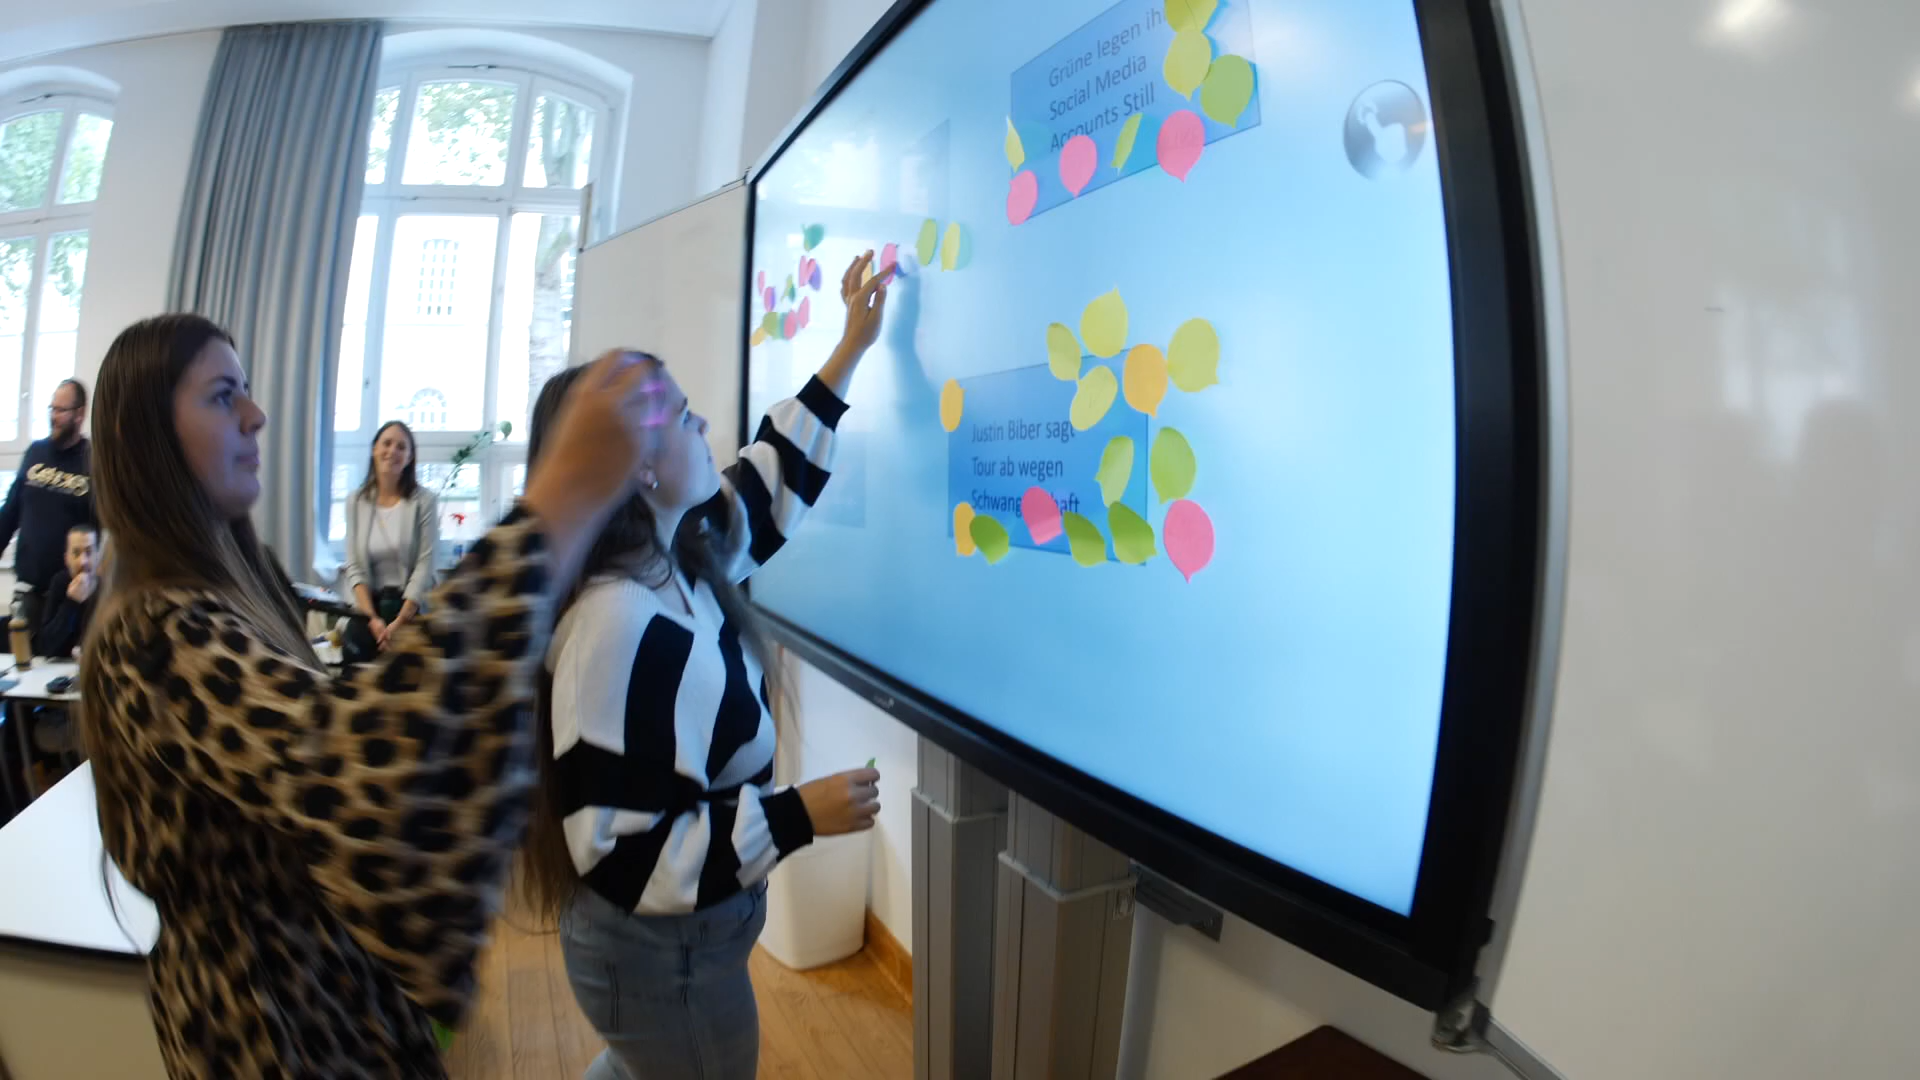 Grüne legen ih
Social Media
Accounts Still
Justin Biber sagt
Tour ab wegen
Schwang haft